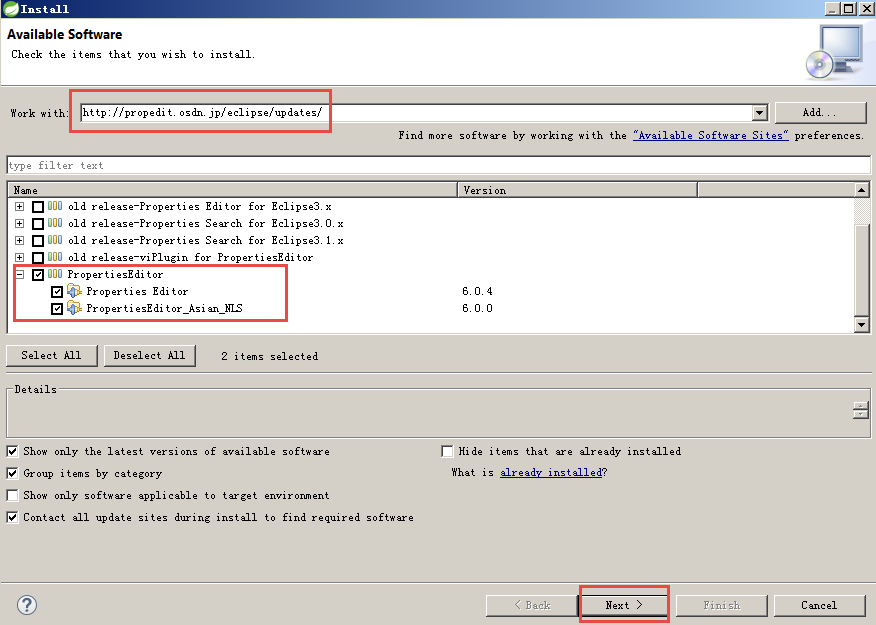 Install
Available Software
Check the items that you wish to install.
Work with: http://propedit.osdn.jp/eclipse/updates/ Add...
Find more software by working with the "Available Software Sites" preferences.
type filter text
Name Version
old release-Properties Editor for Eclipse3.x
old release-Properties Search for Eclipse3.0.x
old release-Properties Search for Eclipse3.1.x
old release-viPlugin for PropertiesEditor
PropertiesEditor
Properties Editor 6.0.4
PropertiesEditor_Asian_NLS 6.0.0
Select All Deselect All 2 items selected
Details
Show only the latest versions of available software Hide items that are already installed
Group items by category What is already installed?
Show only software applicable to target environment
Contact all update sites during install to find required software
? < Back Next > Finish Cancel